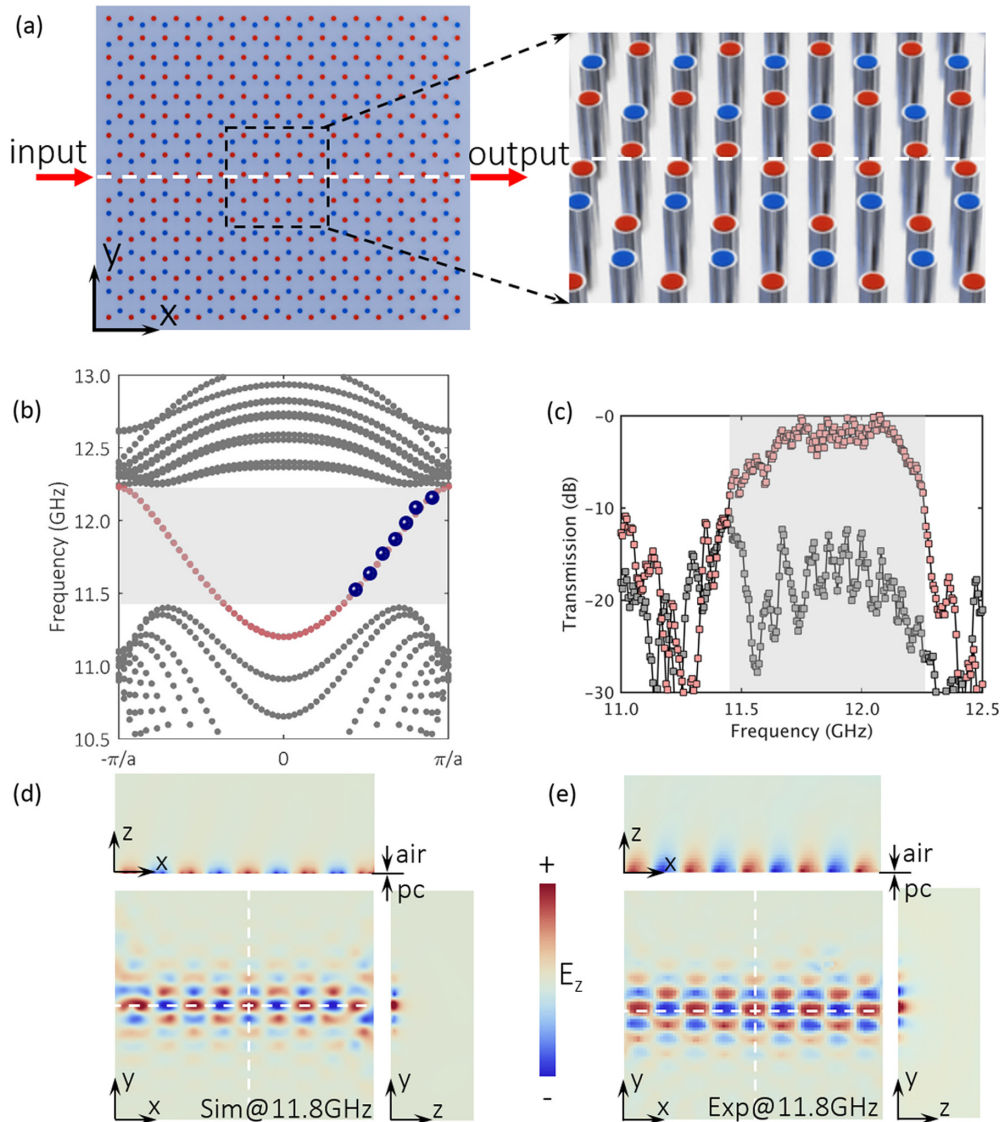 (a)
input
output
y
x
(b)
13.0
12.5
12.0
11.5
11.0
10.5
Frequency (GHz)
-π/a
0
π/a
(c)
-0
-10
-20
-30
Transmission (dB)
11.0
11.5
12.0
12.5
Frequency (GHz)
(d)
z
x
air
pc
y
x
Sim@11.8GHz
y
z
+
Ez
-
(e)
z
x
air
pc
y
x
Exp@11.8GHz
y
z